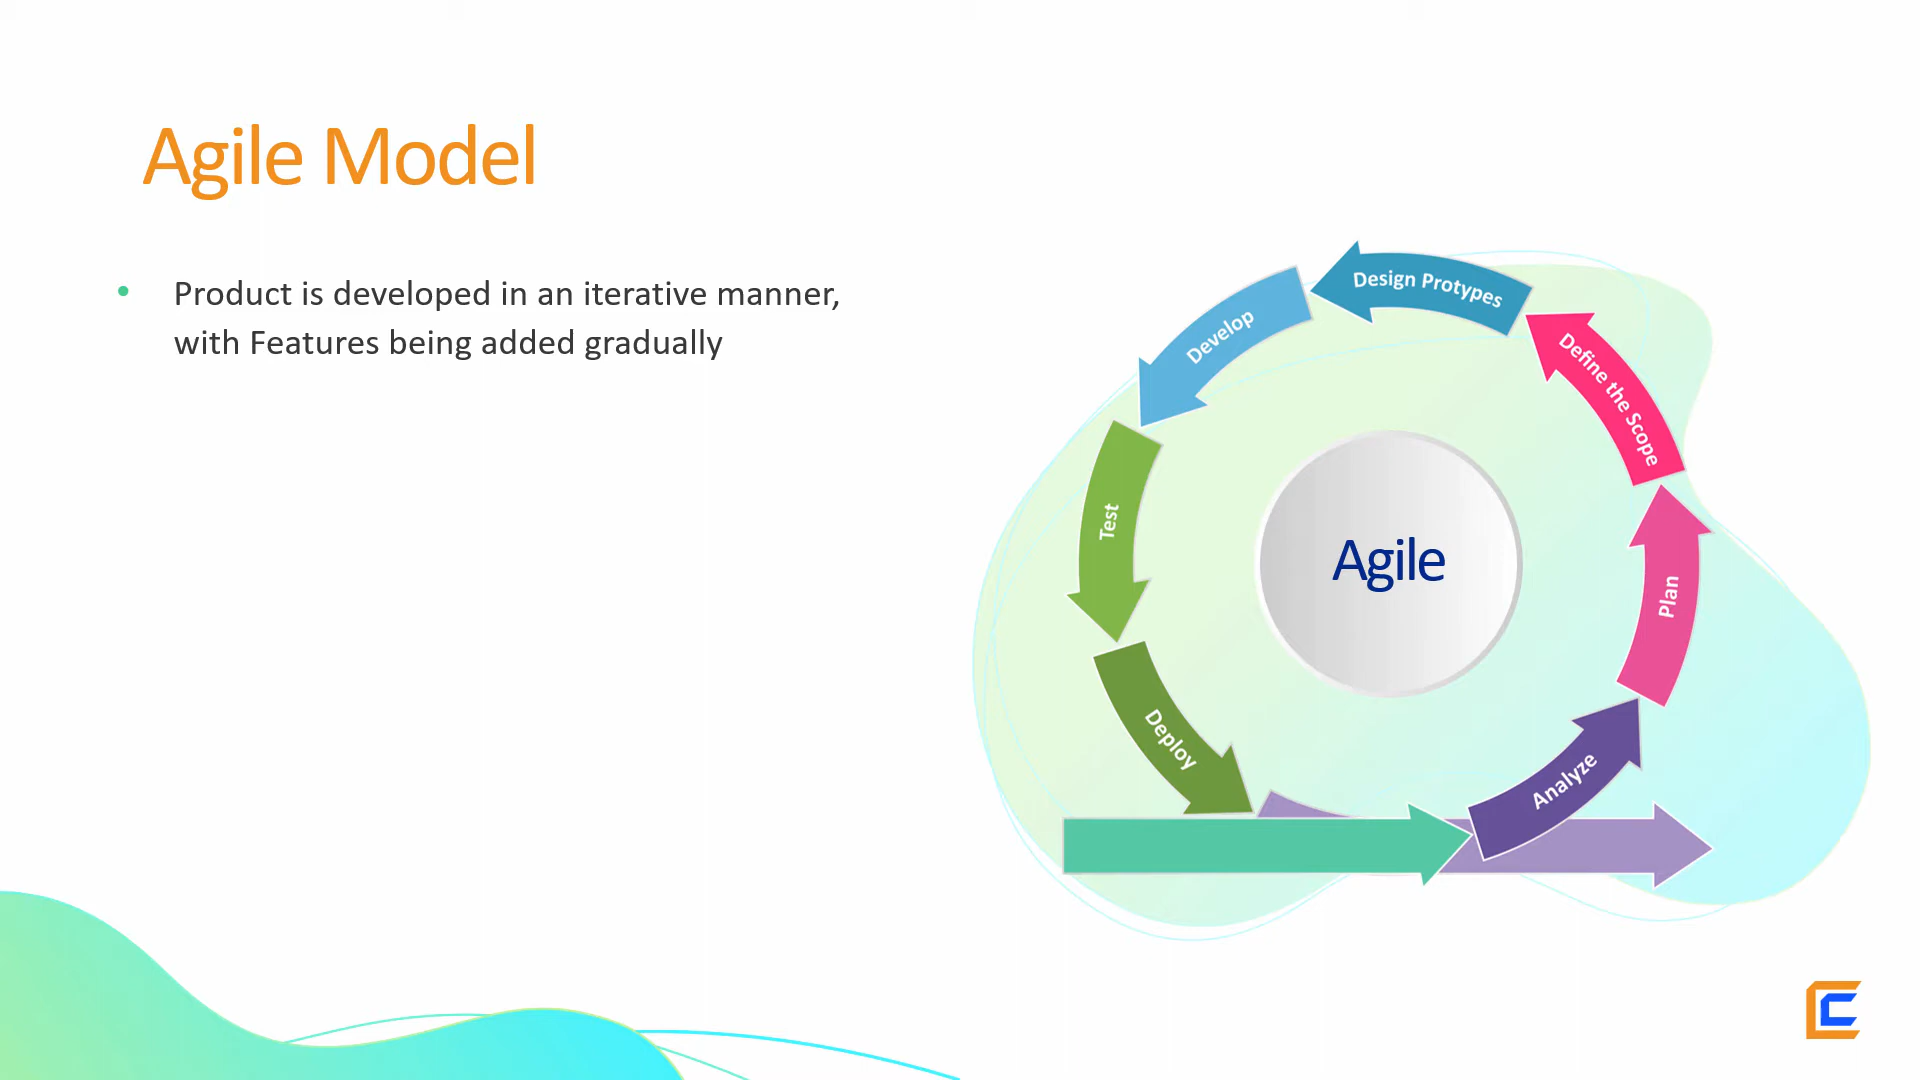 Agile Model
• Product is developed in an iterative manner,
with Features being added gradually
Design Protypes
Develop
Define the Scope
Test
Agile
Plan
Deploy
Analyze